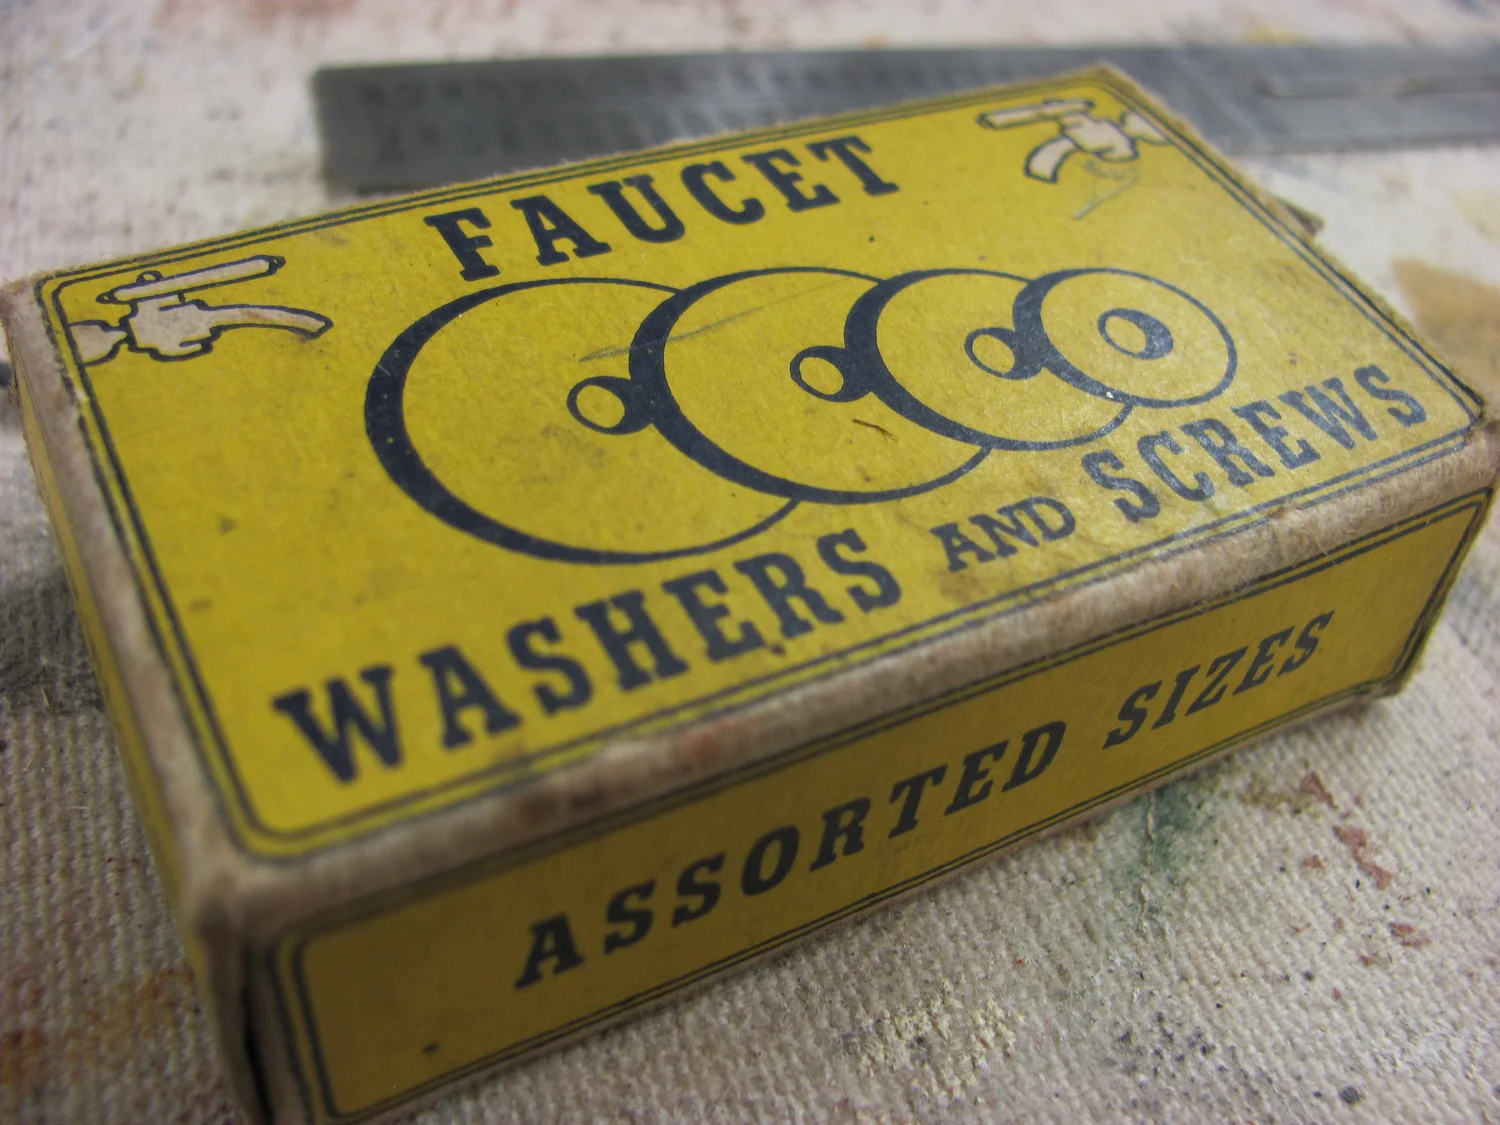 FAUCET
WASHERS AND SCREWS
ASSORTED SIZES